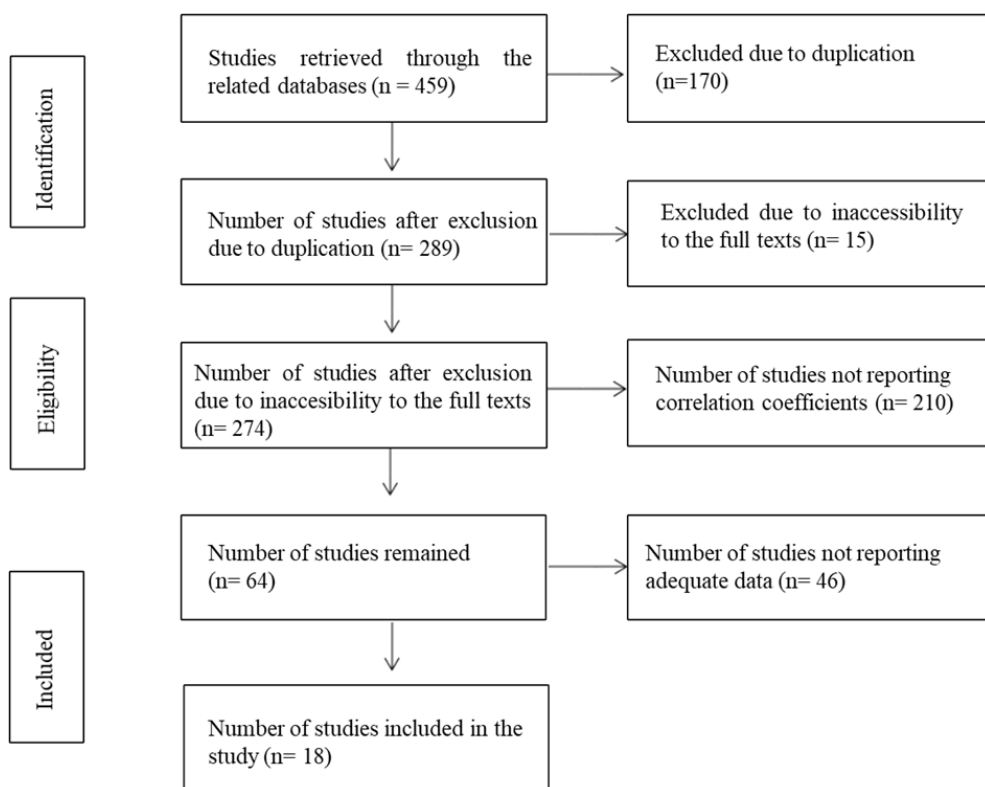 Identification
Studies retrieved through the
related databases (n = 459)
Excluded due to duplication
(n=170)
Number of studies after exclusion
due to duplication (n= 289)
Excluded due to inaccessibility
to the full texts (n= 15)
Eligibility
Number of studies after exclusion
due to inaccesibility to the full texts
(n= 274)
Number of studies not reporting
correlation coefficients (n= 210)
Included
Number of studies remained
(n= 64)
Number of studies not reporting
adequate data (n= 46)
Number of studies included in the
study (n= 18)